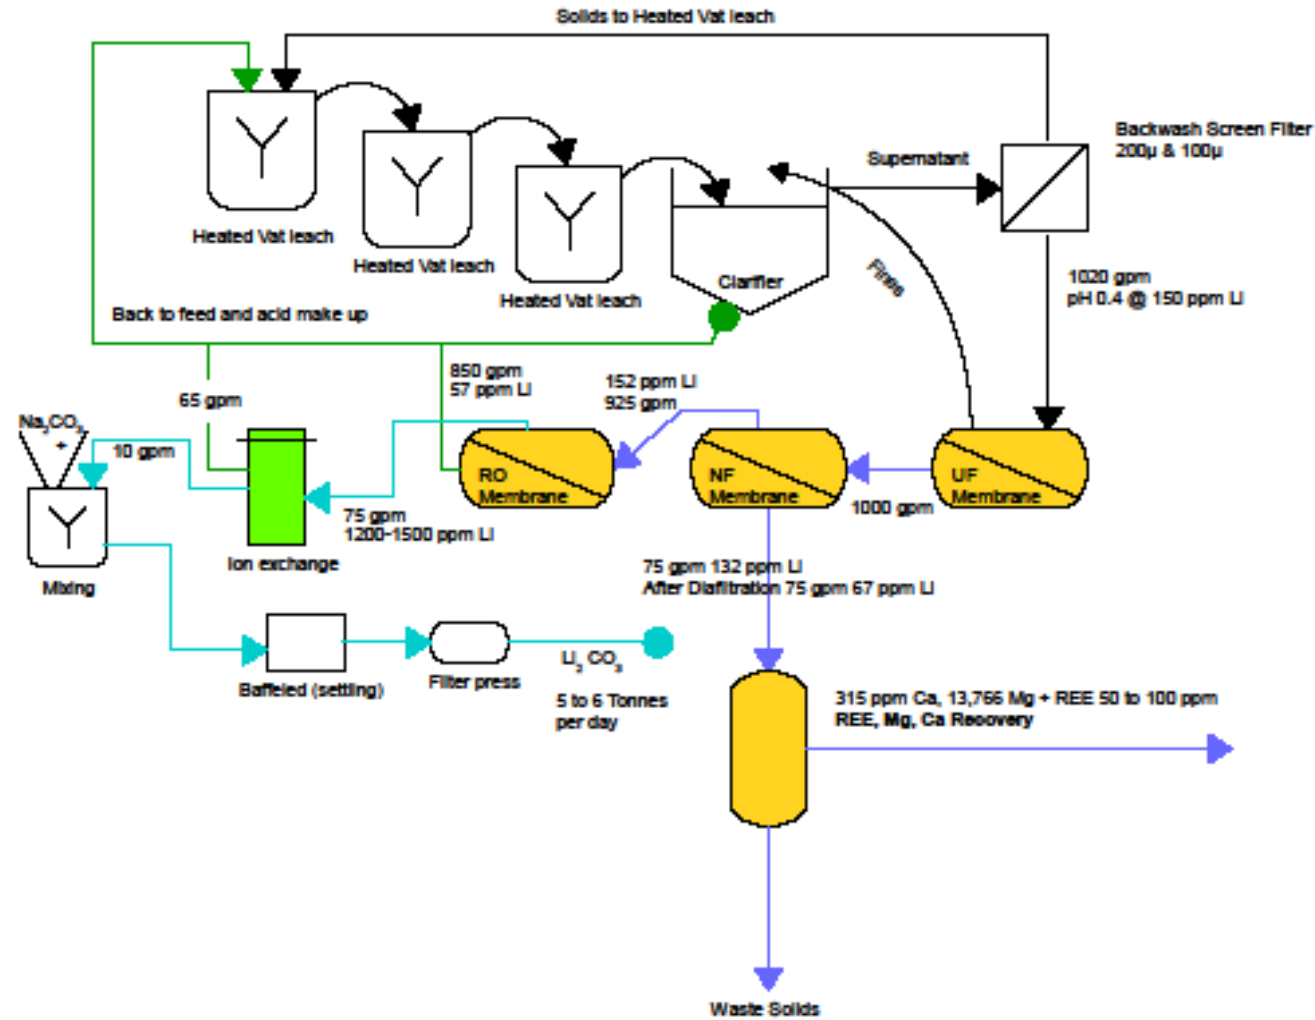 Solids to Heated Vat leach
Backwash Screen Filter
200µ & 100µ
Supernatant
Heated Vat leach
Heated Vat leach
Heated Vat leach
Clarifier
Fines
1020 gpm
pH 0.4 @ 150 ppm Li
Back to feed and acid make up
850 gpm
57 ppm Li
152 ppm Li
925 gpm
65 gpm
Na2CO3
+
10 gpm
RO
Membrane
NF
Membrane
UF
Membrane
1000 gpm
75 gpm
1200-1500 ppm Li
Ion exchange
Mixing
75 gpm 132 ppm Li
After Diafiltration 75 gpm 67 ppm Li
Baffeled (settling)
Filter press
Li2 CO3
5 to 6 Tonnes
per day
315 ppm Ca, 13,766 Mg + REE 50 to 100 ppm
REE, Mg, Ca Recovery
Waste Solids